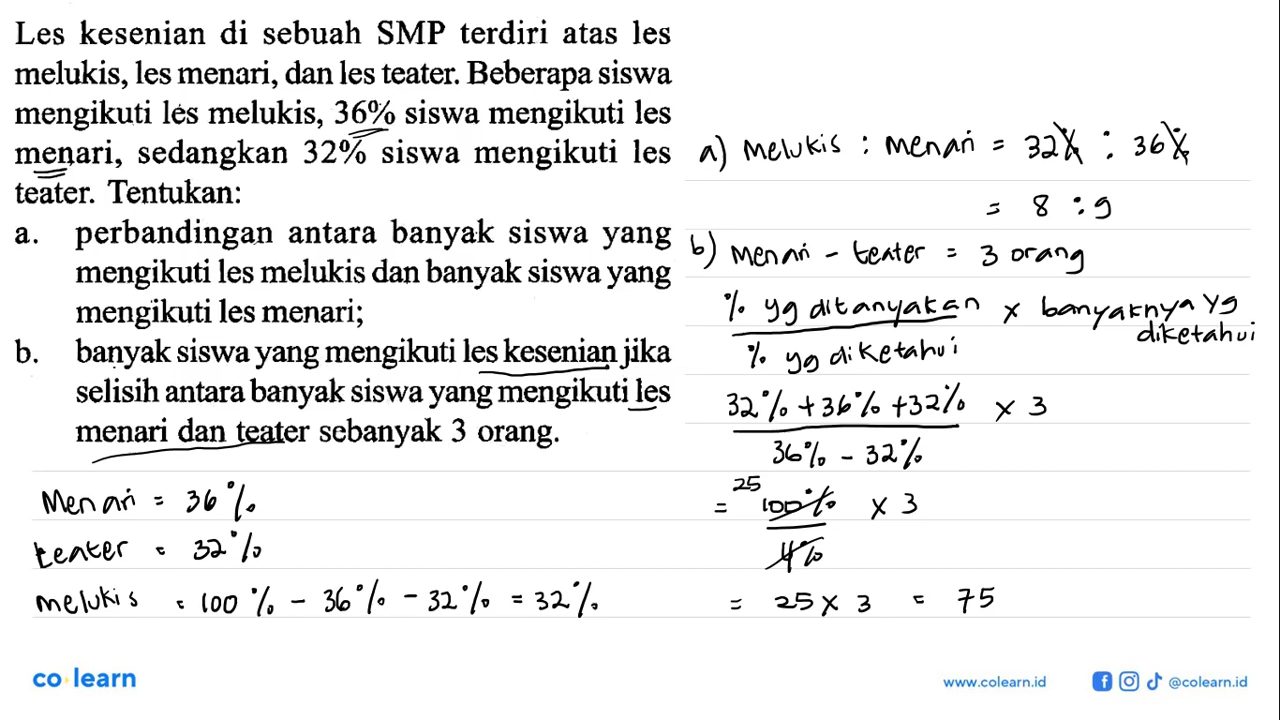 Les kesenian di sebuah SMP terdiri atas les
melukis, les menari, dan les teater. Beberapa siswa
mengikuti les melukis, 36% siswa mengikuti les
menari, sedangkan 32% siswa mengikuti les
teater. Tentukan:
a. perbandingan antara banyak siswa yang
mengikuti les melukis dan banyak siswa yang
mengikuti les menari;
b. banyak siswa yang mengikuti les kesenian jika
selisih antara banyak siswa yang mengikuti les
menari dan teater sebanyak 3 orang.
Menari = 36%
teater = 32%
melukis = 100% - 36% - 32% = 32%
a) Melukis : Menari = 32% : 36%
= 8 : 9
b) Menari - teater = 3 orang
% yg ditanyakan x banyaknya yg
diketahui
% yg diketahui
32% + 36% + 32% x 3
36% - 32%
25
= 100% x 3
4%
= 25 x 3 = 75
co·learn
www.colearn.id @colearn.id